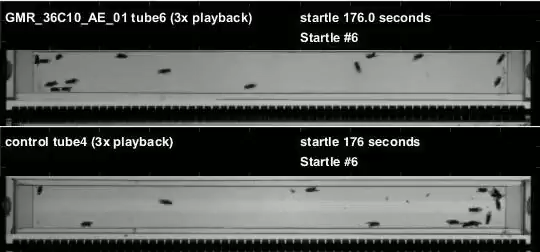 GMR_36C10_AE_01 tube6 (3x playback) startle 176.0 seconds
Startle #6
control tube4 (3x playback) startle 176 seconds
Startle #6